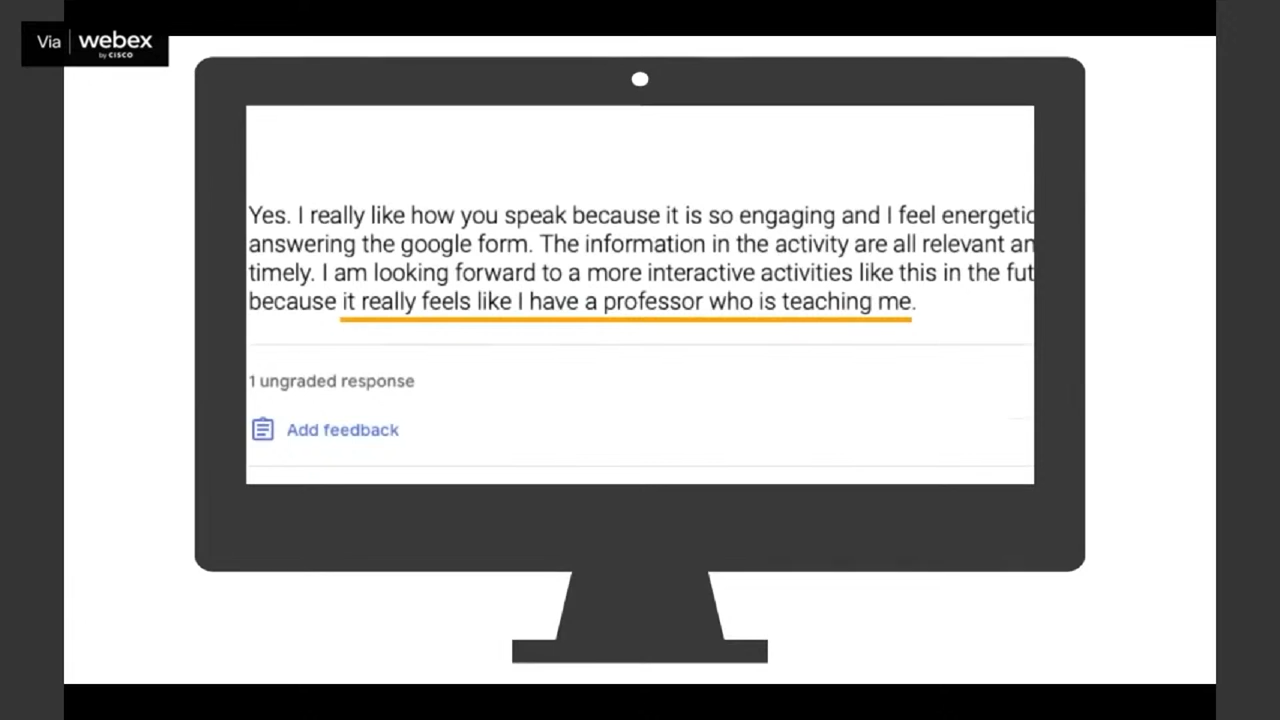 Via webex
by CISCO
Yes. I really like how you speak because it is so engaging and I feel energetic
answering the google form. The information in the activity are all relevant an
timely. I am looking forward to a more interactive activities like this in the fut
because it really feels like I have a professor who is teaching me.
1 ungraded response
Add feedback